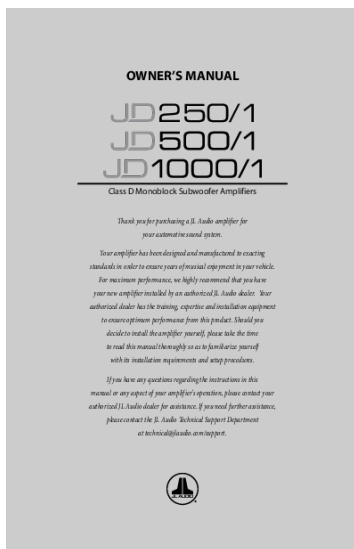 OWNER'S MANUAL
JD250/1
JD500/1
JD1000/1
Class D Monoblock Subwoofer Amplifiers
Thank you for purchasing a JL Audio amplifier for
your automotive sound system.
Your amplifier has been designed and manufactured to exacting
standards in order to ensure years of musical enjoyment in your vehicle.
For maximum performance, we highly recommend that you have
your new amplifier installed by an authorized JL Audio dealer. Your
authorized dealer has the training, expertise and installation equipment
to ensure optimum performance from this product. Should you
decide to install the amplifier yourself, please take the time
to read this manual thoroughly so as to familiarize yourself
with its installation requirements and setup procedures.
If you have any questions regarding the instructions in this
manual or any aspect of your amplifier's operation, please contact your
authorized JL Audio dealer for assistance. If you need further assistance,
please contact the JL Audio Technical Support Department
at technical@jlaudio.com/support.
JL AUDIO